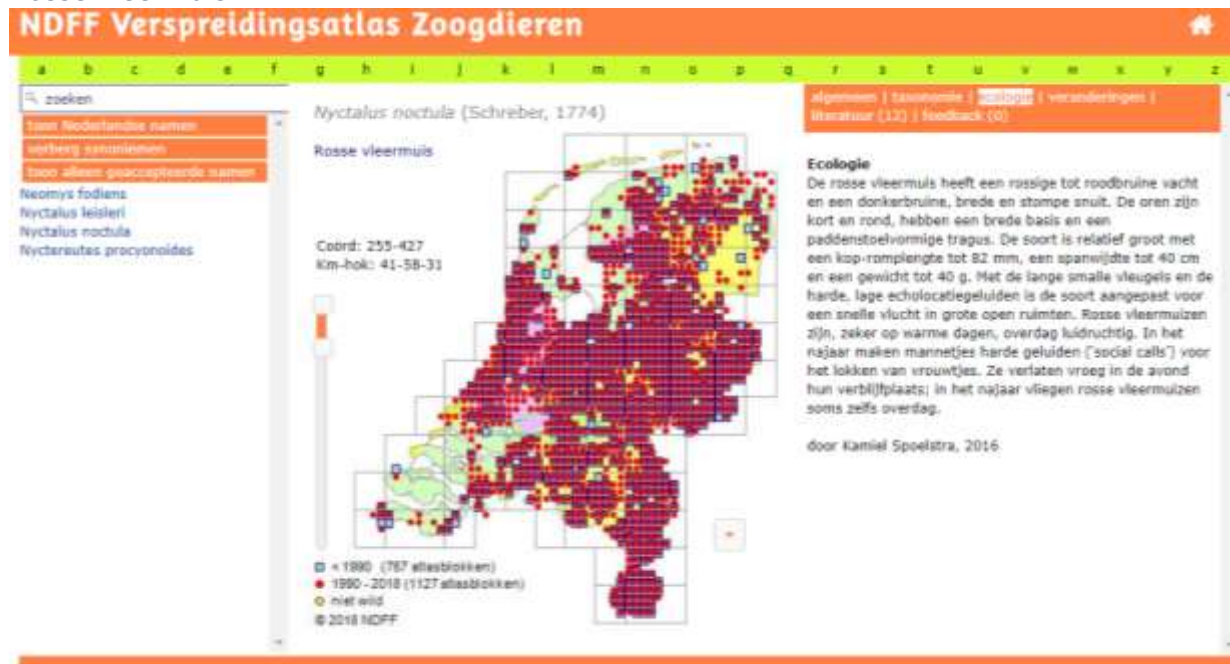 NDFF Verspreidingsatlas Zoogdieren
a b c d e f g h i j k l m n o p q r s t u v w x y z
zoeken
toon Nederlandse namen
verberg synoniemen
toon alleen geaccepteerde namen
Neomys fodiens
Nyctalus leisleri
Nyctalus noctula
Nyctereutes procyonoides
Nyctalus noctula (Schreber, 1774)
Rosse vleermuis
Coord: 255-427
Km-hok: 41-58-31
< 1990 (767 atlasblokken)
1990 - 2018 (1127 atlasblokken)
niet wild
© 2018 NDFF
algemeen | taxonomie | ecologie | veranderingen |
literatuur (12) | feedback (0)
Ecologie
De rosse vleermuis heeft een rossige tot roodbruine vacht
en een donkerbruine, brede en stompe snuit. De oren zijn
kort en rond, hebben een brede basis en een
paddenstoelvormige tragus. De soort is relatief groot met
een kop-romplengte tot 82 mm, een spanwijdte tot 40 cm
en een gewicht tot 40 g. Met de lange smalle vleugels en de
harde, lage echolocatiegeluiden is de soort aangepast voor
een snelle vlucht in grote open ruimten. Rosse vleermuizen
zijn, zeker op warme dagen, overdag luidruchtig. In het
najaar maken mannetjes harde geluiden ('social calls') voor
het lokken van vrouwtjes. Ze verlaten vroeg in de avond
hun verblijfplaats; in het najaar vliegen rosse vleermuizen
soms zelfs overdag.
door Kamiel Spoelstra, 2016